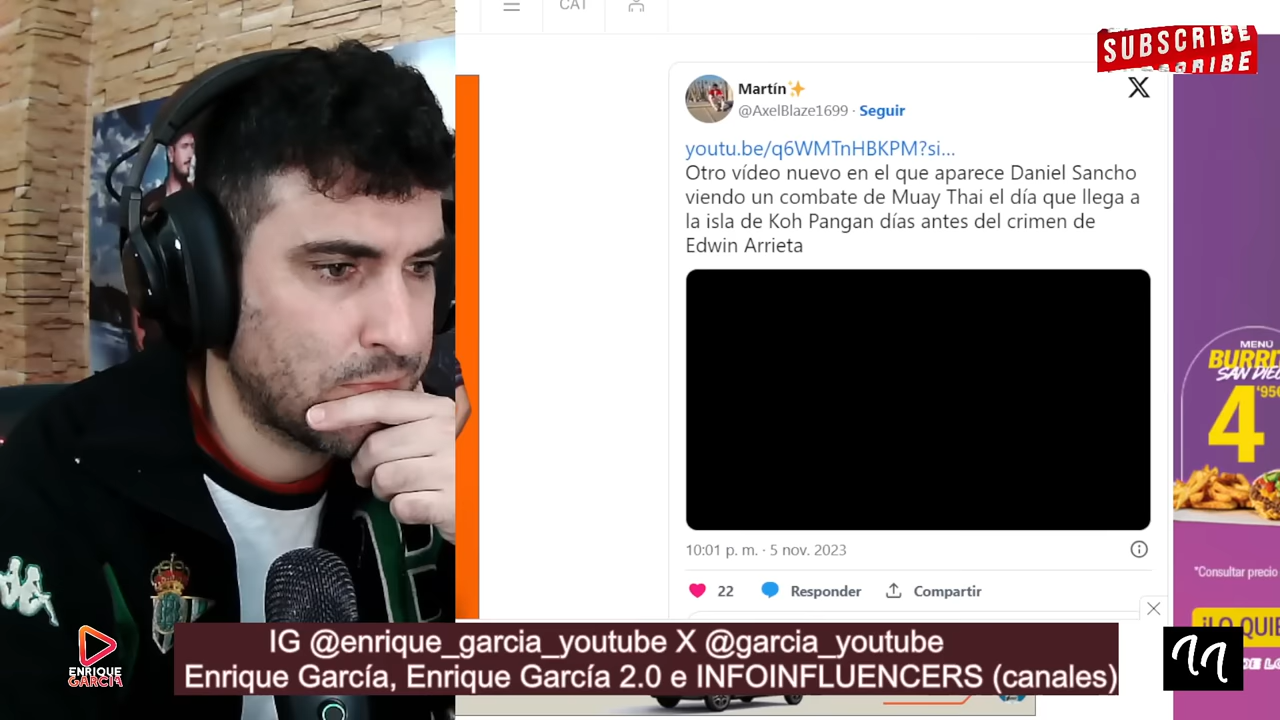 CAT
SUBSCRIBE
Martín✨
@AxelBlaze1699 · Seguir
youtu.be/q6WMTnHBKPM?si...
Otro vídeo nuevo en el que aparece Daniel Sancho
viendo un combate de Muay Thai el día que llega a
la isla de Koh Pangan días antes del crimen de
Edwin Arrieta
10:01 p. m. · 5 nov. 2023
22 Responder Compartir
MENÚ
SAN DIE
4'95€
*Consultar precio
IG @enrique_garcia_youtube X @garcia_youtube
Enrique García, Enrique García 2.0 e INFOINFLUENCERS (canales)
ENRIQUE
GARCÍA